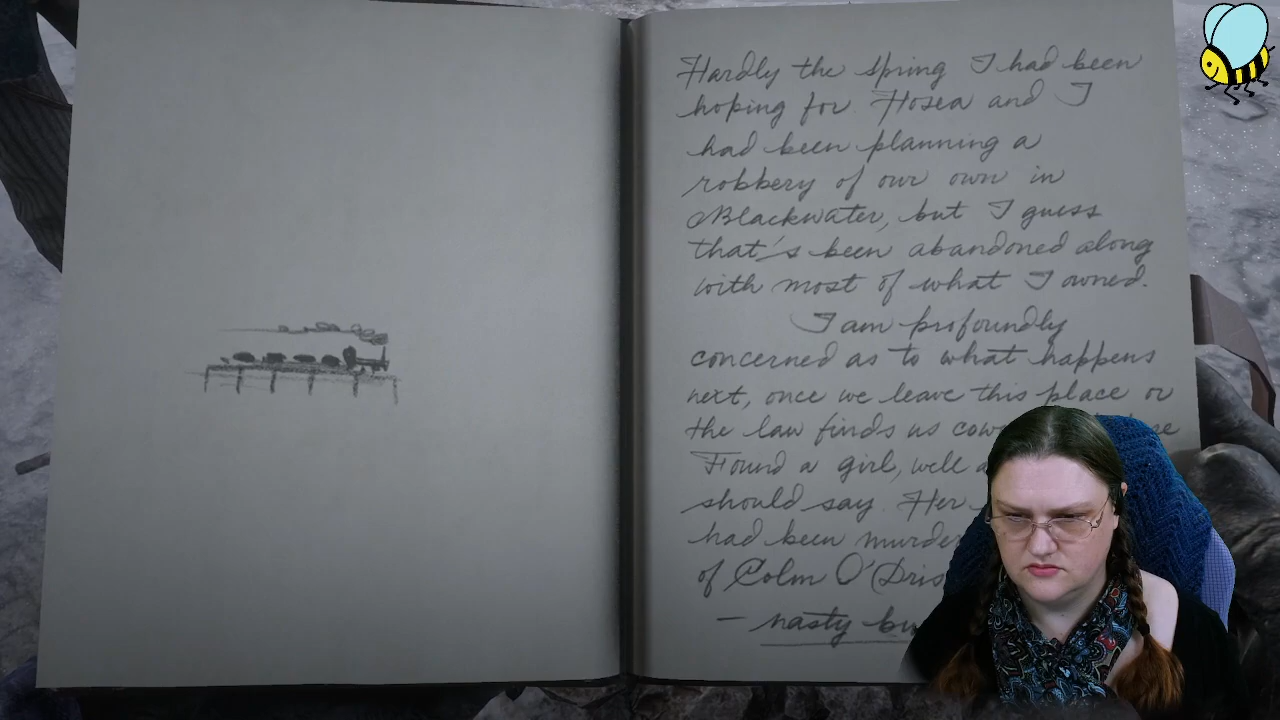 Hardly the spring I had been
hoping for. Hosea and I
had been planning a
robbery of our own in
Blackwater, but I guess
that's been abandoned along
with most of what I owned.
I am profoundly
concerned as to what happens
next, once we leave this place or
the law finds us
Found a girl, well a
should say. Her
had been
of Colm
— nasty